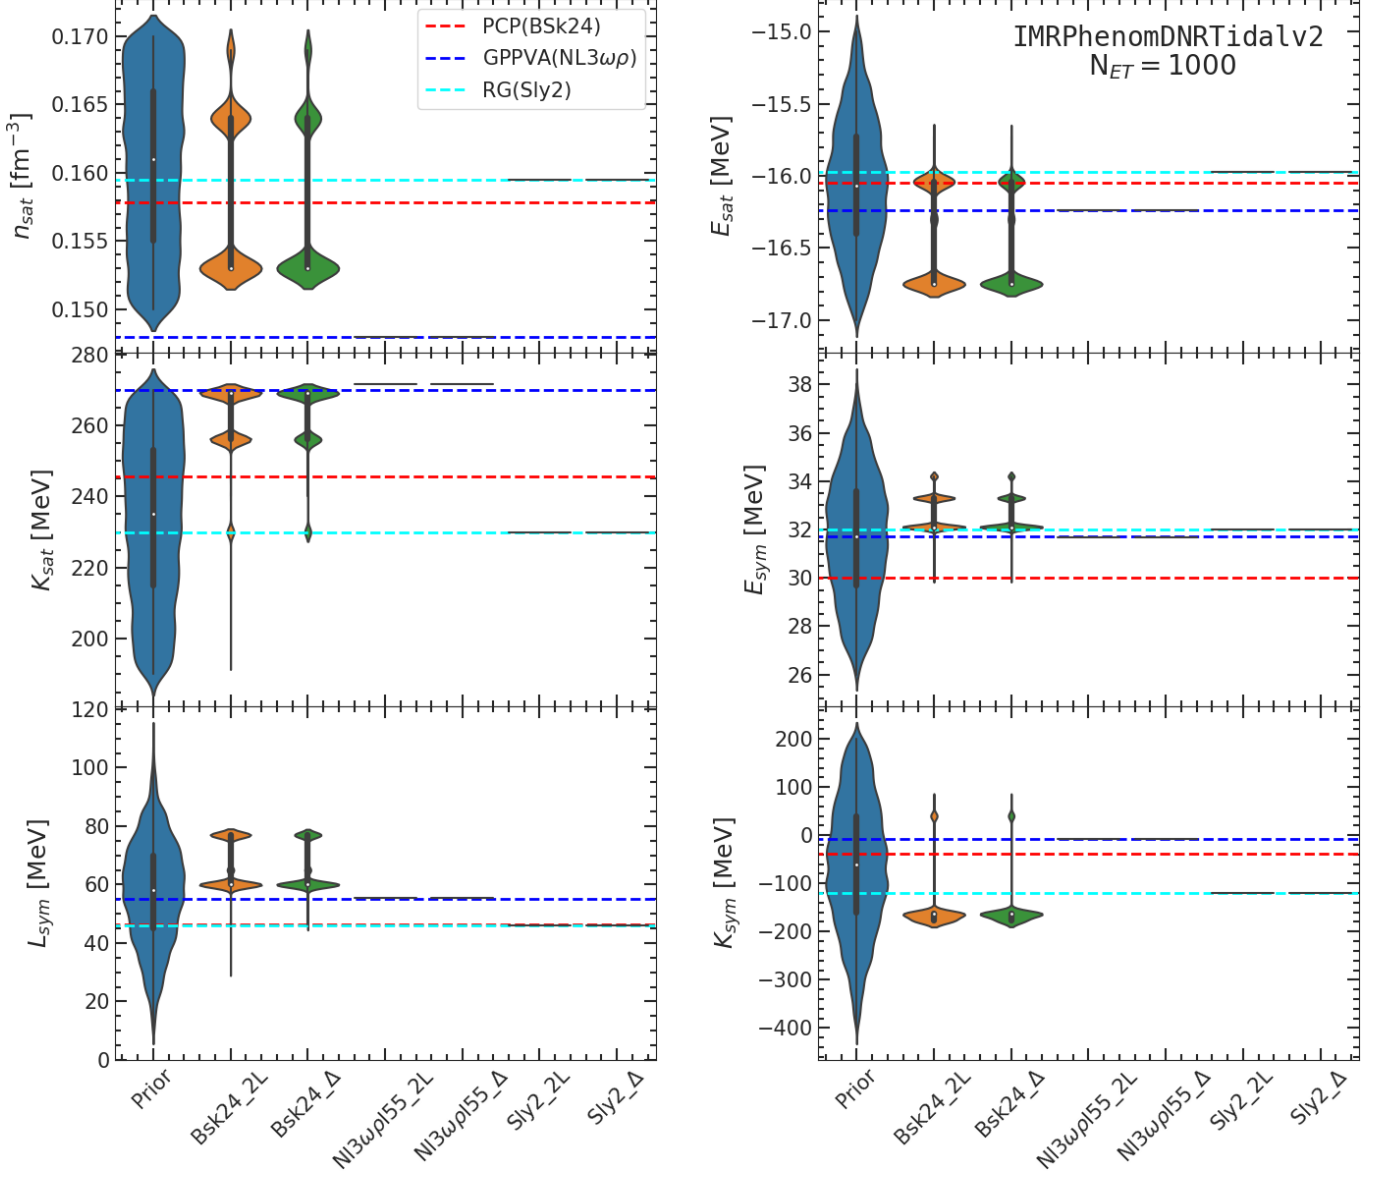 0.170
0.165
0.160
0.155
0.150
n_sat [fm⁻³]
PCP(BSk24)
GPPVA(NL3ωρ)
RG(Sly2)
−15.0
−15.5
−16.0
−16.5
−17.0
E_sat [MeV]
IMRPhenomDNRTidalv2
N_ET = 1000
280
260
240
220
200
K_sat [MeV]
38
36
34
32
30
28
26
E_sym [MeV]
120
100
80
60
40
20
0
L_sym [MeV]
200
100
0
−100
−200
−300
−400
K_sym [MeV]
Prior
Bsk24_2L
Bsk24_Δ
Nl3ωρl55_2L
Nl3ωρl55_Δ
Sly2_2L
Sly2_Δ
Prior
Bsk24_2L
Bsk24_Δ
Nl3ωρl55_2L
Nl3ωρl55_Δ
Sly2_2L
Sly2_Δ